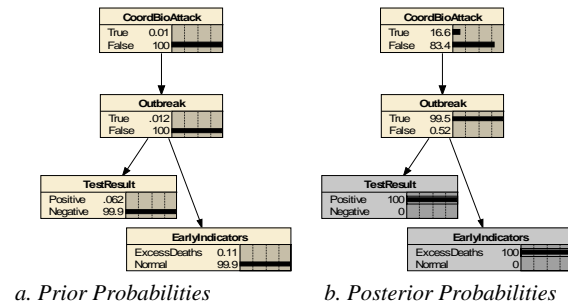 CoordBioAttack
True 0.01
False 100
Outbreak
True .012
False 100
TestResult
Positive .062
Negative 99.9
EarlyIndicators
ExcessDeaths 0.11
Normal 99.9
a. Prior Probabilities
CoordBioAttack
True 16.6
False 83.4
Outbreak
True 99.5
False 0.52
TestResult
Positive 100
Negative 0
EarlyIndicators
ExcessDeaths 100
Normal 0
b. Posterior Probabilities